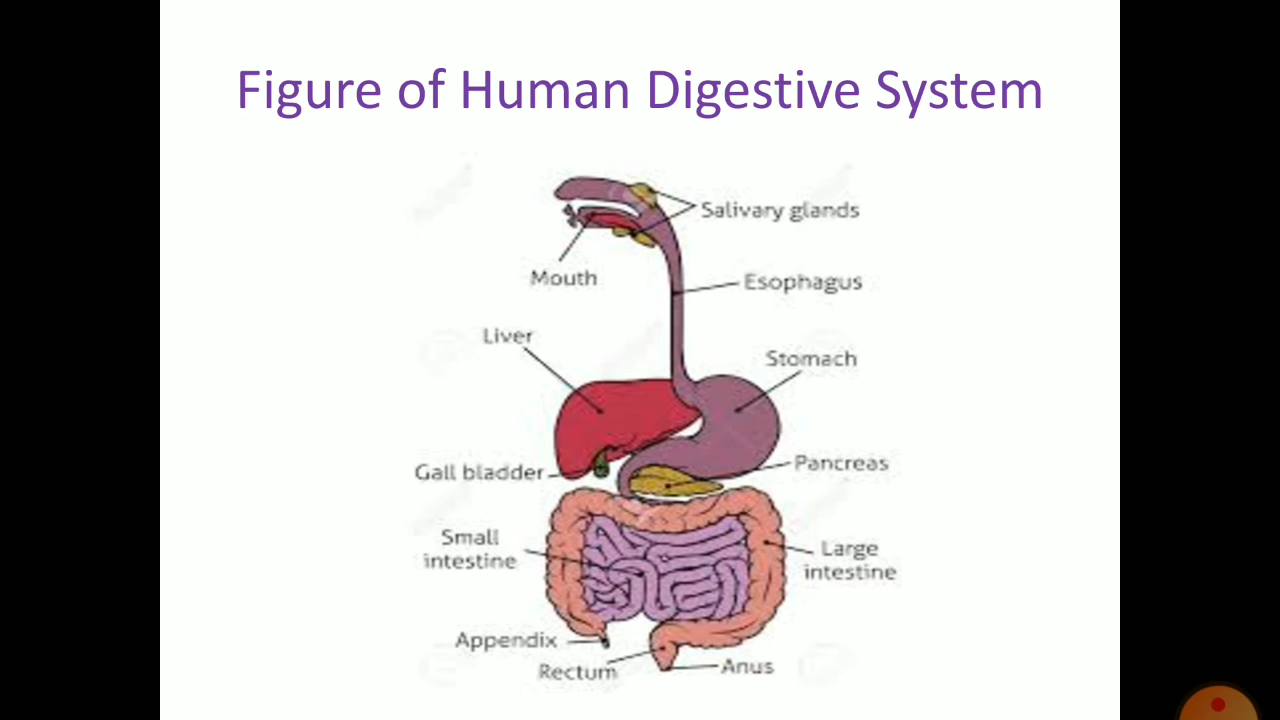 Figure of Human Digestive System
Salivary glands
Mouth
Esophagus
Liver
Stomach
Gall bladder
Pancreas
Small
intestine
Large
intestine
Appendix
Rectum
Anus